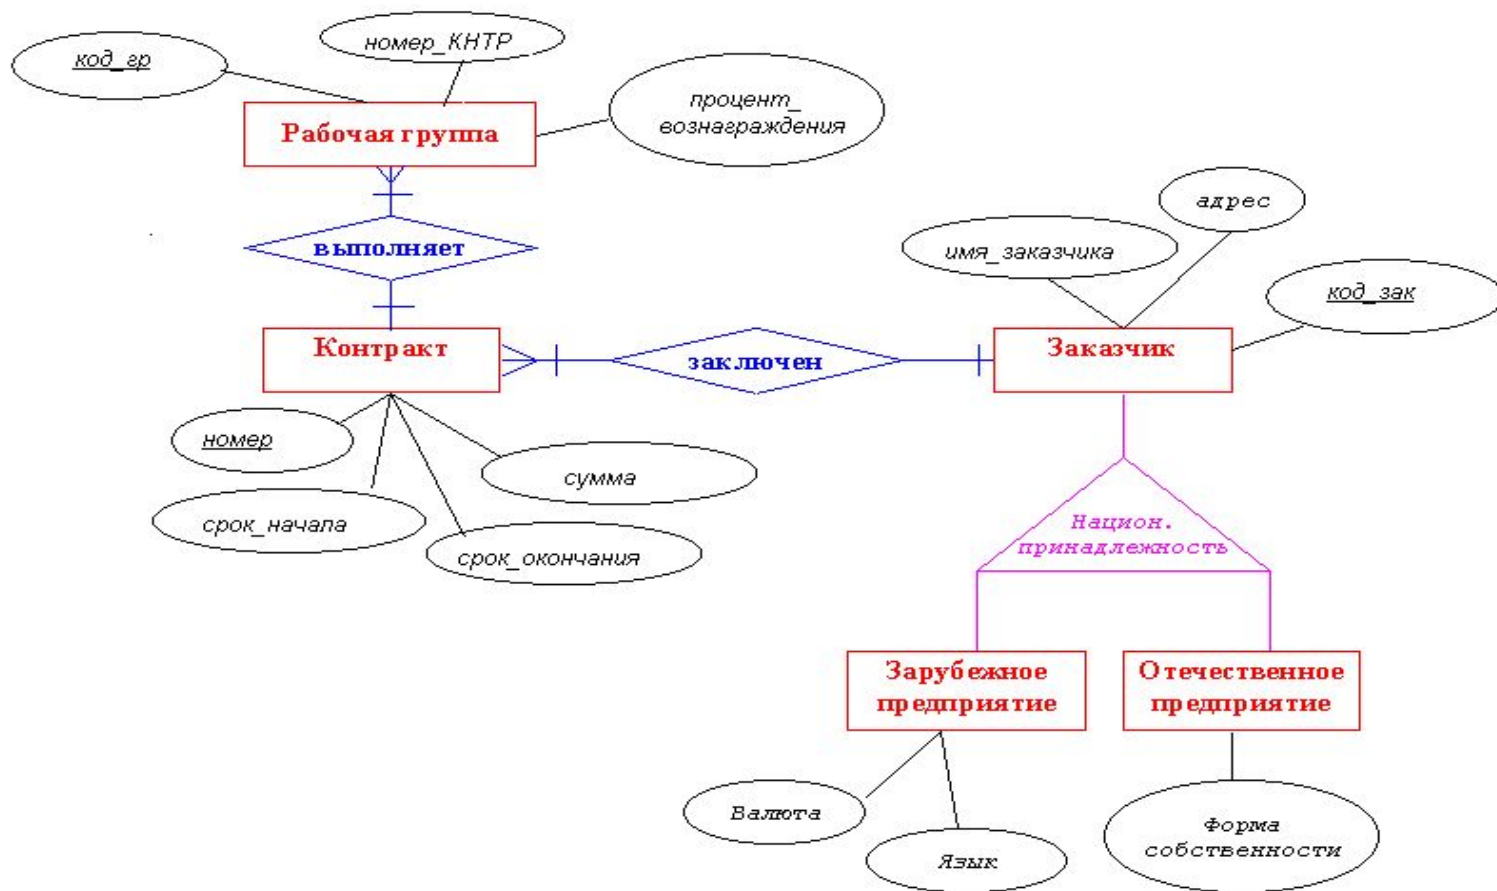 код_гр
номер_КНТР
процент_
вознаграждения
Рабочая группа
выполняет
адрес
имя_заказчика
код_зак
Контракт
заключен
Заказчик
номер
сумма
срок_начала
срок_окончания
Национ.
принадлежность
Зарубежное
предприятие
Отечественное
предприятие
Валюта
Язык
Форма
собственности